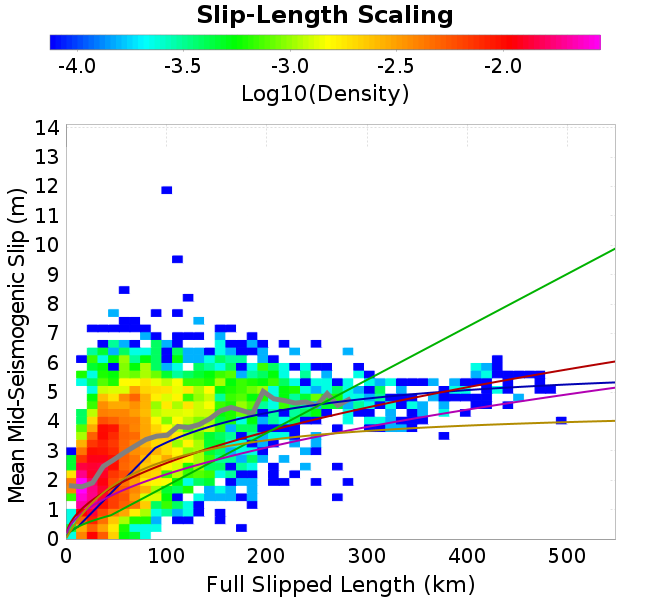 Slip-Length Scaling
-4.0 -3.5 -3.0 -2.5 -2.0
Log10(Density)
Mean Mid-Seismogenic Slip (m)
14
13
12
11
10
9
8
7
6
5
4
3
2
1
0
0 100 200 300 400 500
Full Slipped Length (km)